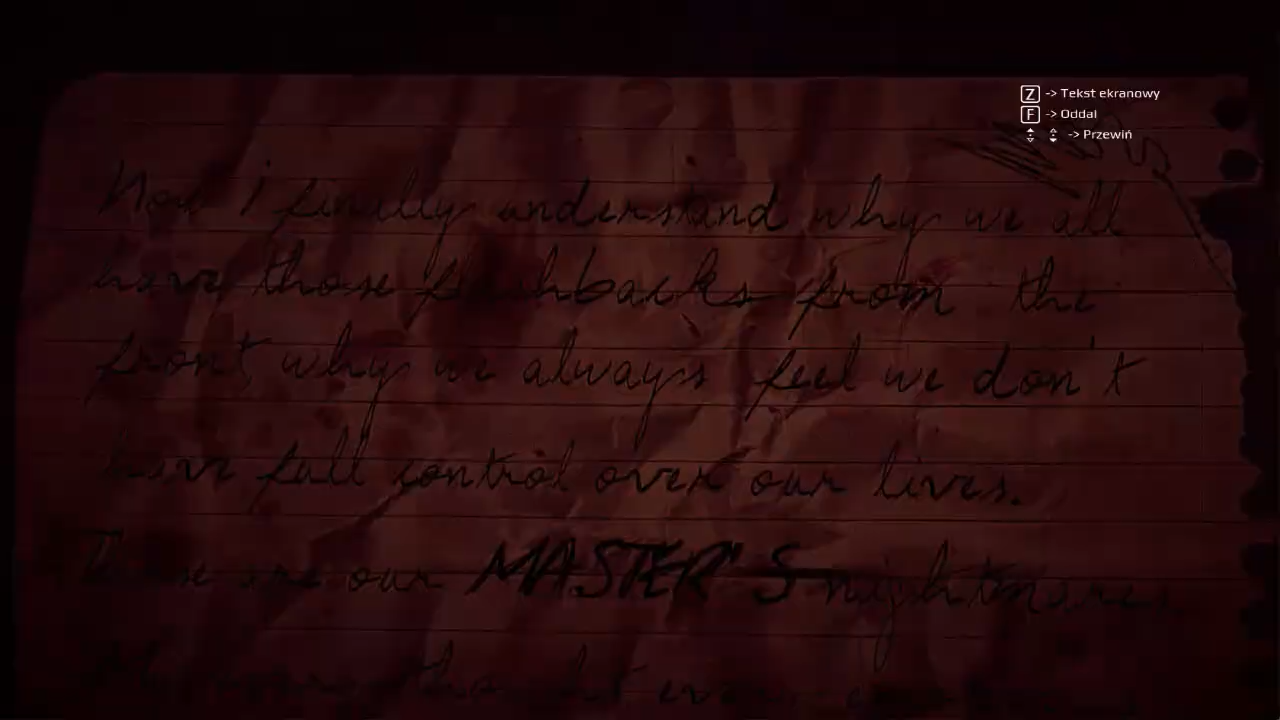 Z -> Tekst ekranowy
F -> Oddal
-> Przewiń
Now I finally understand why we all
have those flashbacks from the
front, why we always feel we don't
have full control over our lives.
These are our MASTER'S nightmares